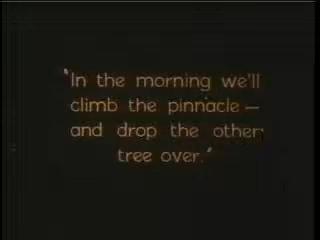 "In the morning we'll
climb the pinnacle —
and drop the other
tree over."